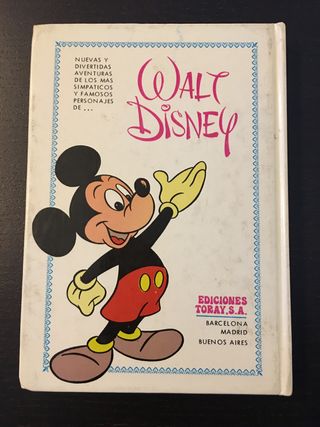 NUEVAS Y
DIVERTIDAS
AVENTURAS
DE LOS MAS
SIMPATICOS
Y FAMOSOS
PERSONAJES
DE ...
WALT
DISNEY
EDICIONES
TORAY, S.A.
BARCELONA
MADRID
BUENOS AIRES